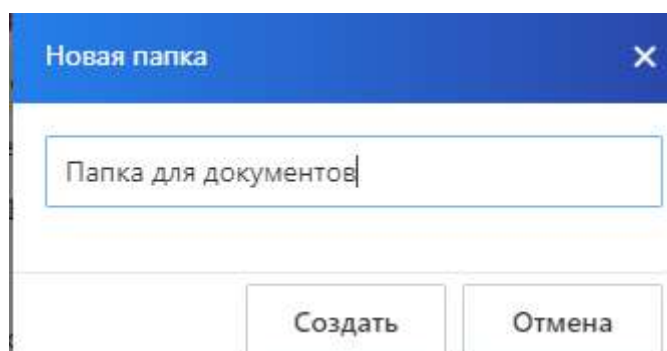 Новая папка
Папка для документов
Создать Отмена